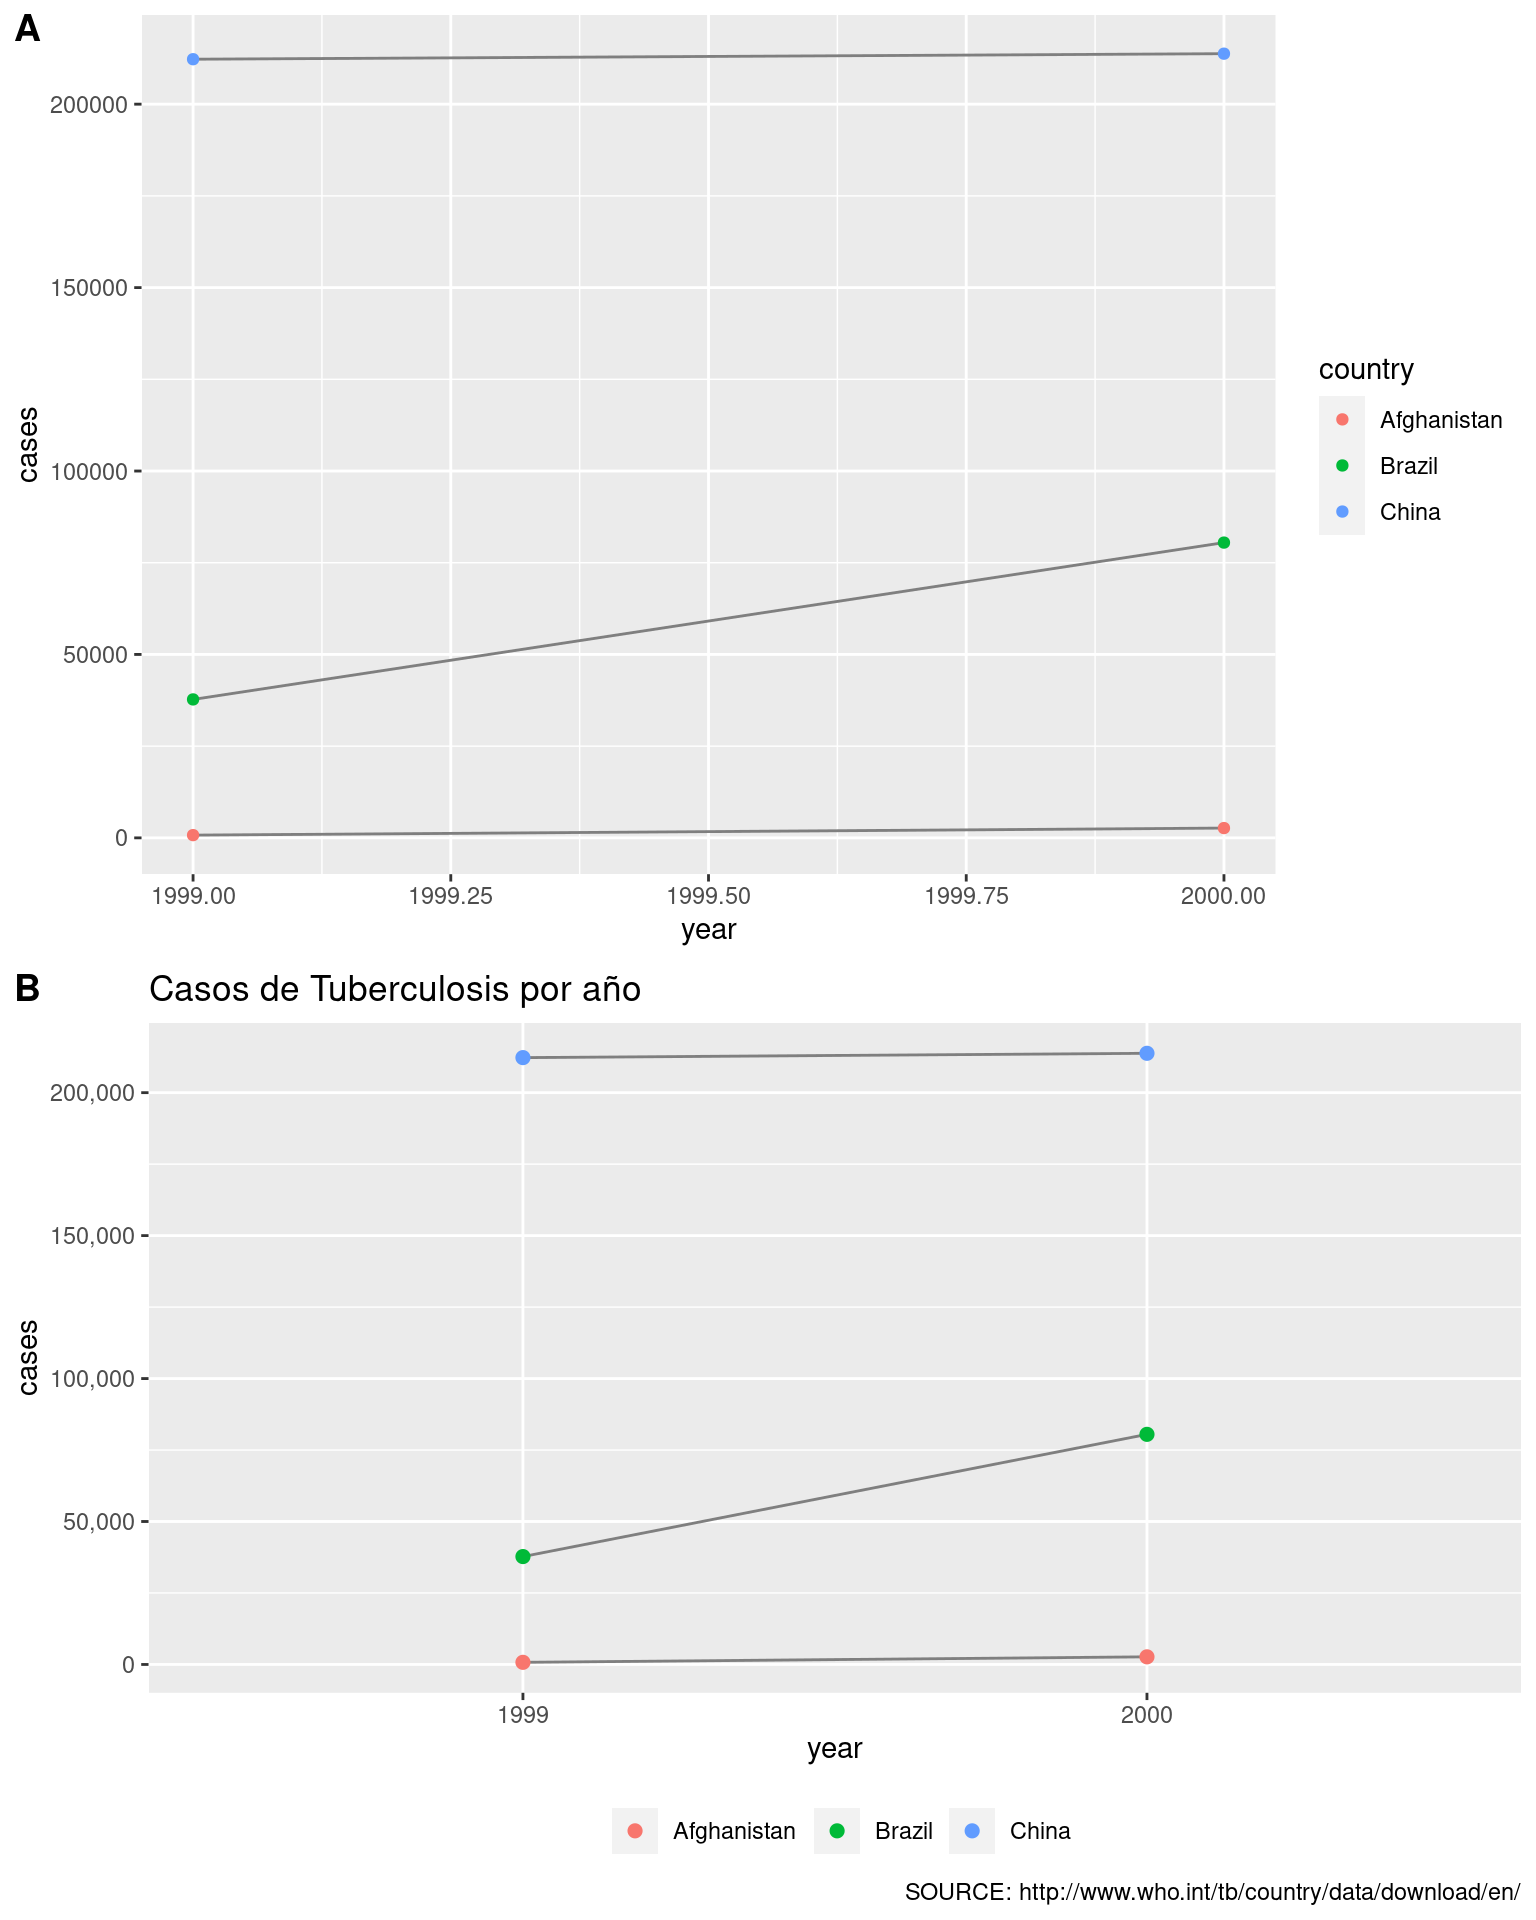 A
200000
150000
100000
50000
0
cases
1999.00 1999.25 1999.50 1999.75 2000.00
year
country
Afghanistan
Brazil
China
B
Casos de Tuberculosis por año
200,000
150,000
100,000
50,000
0
cases
1999 2000
year
Afghanistan Brazil China
SOURCE: http://www.who.int/tb/country/data/download/en/